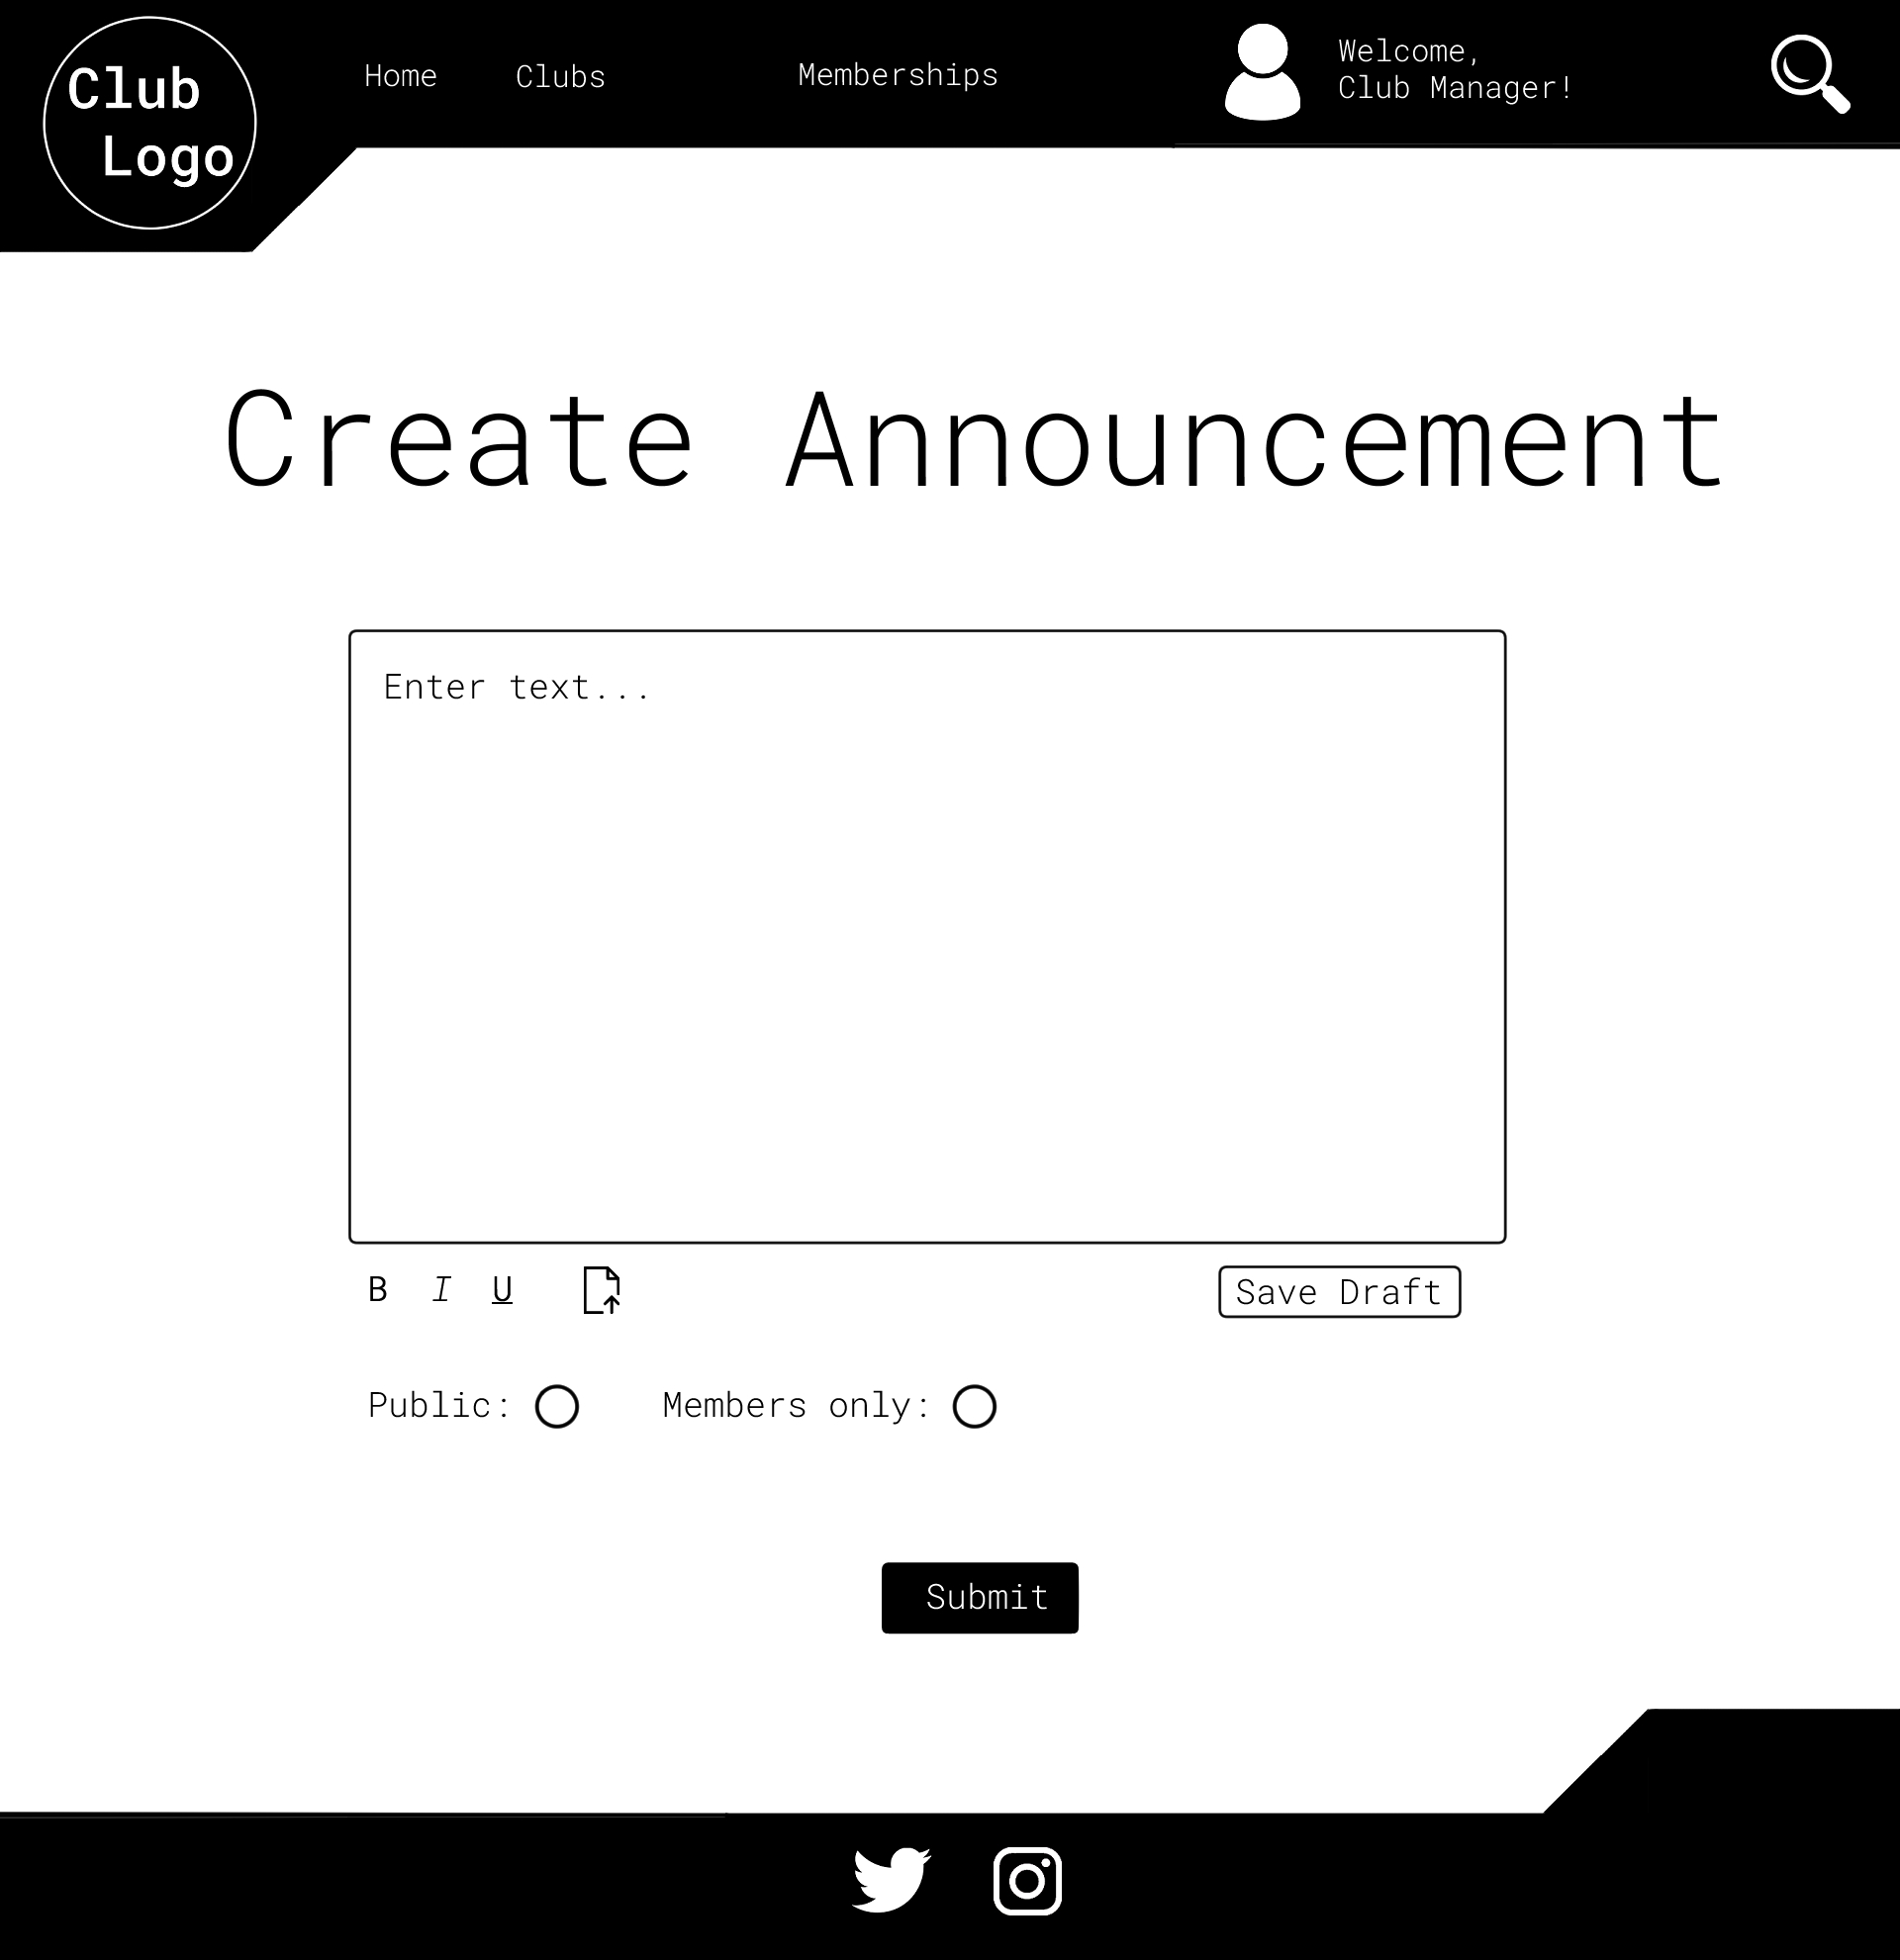 Club
Logo
Home
Clubs
Memberships
Welcome,
Club Manager!
Create Announcement
Enter text...
B I U
Save Draft
Public:
Members only:
Submit